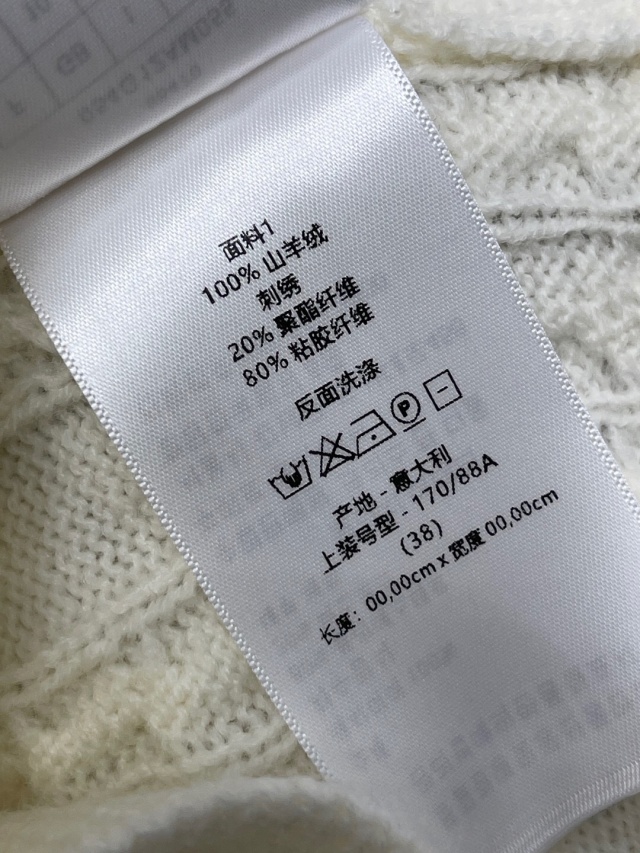 面料1
100% 山羊绒
刺绣
20% 聚酯纤维
80% 粘胶纤维
反面洗涤
P
产地 - 意大利
上装号型 - 170/88A
(38)
长度： 00,00cm x 宽度 00,00cm